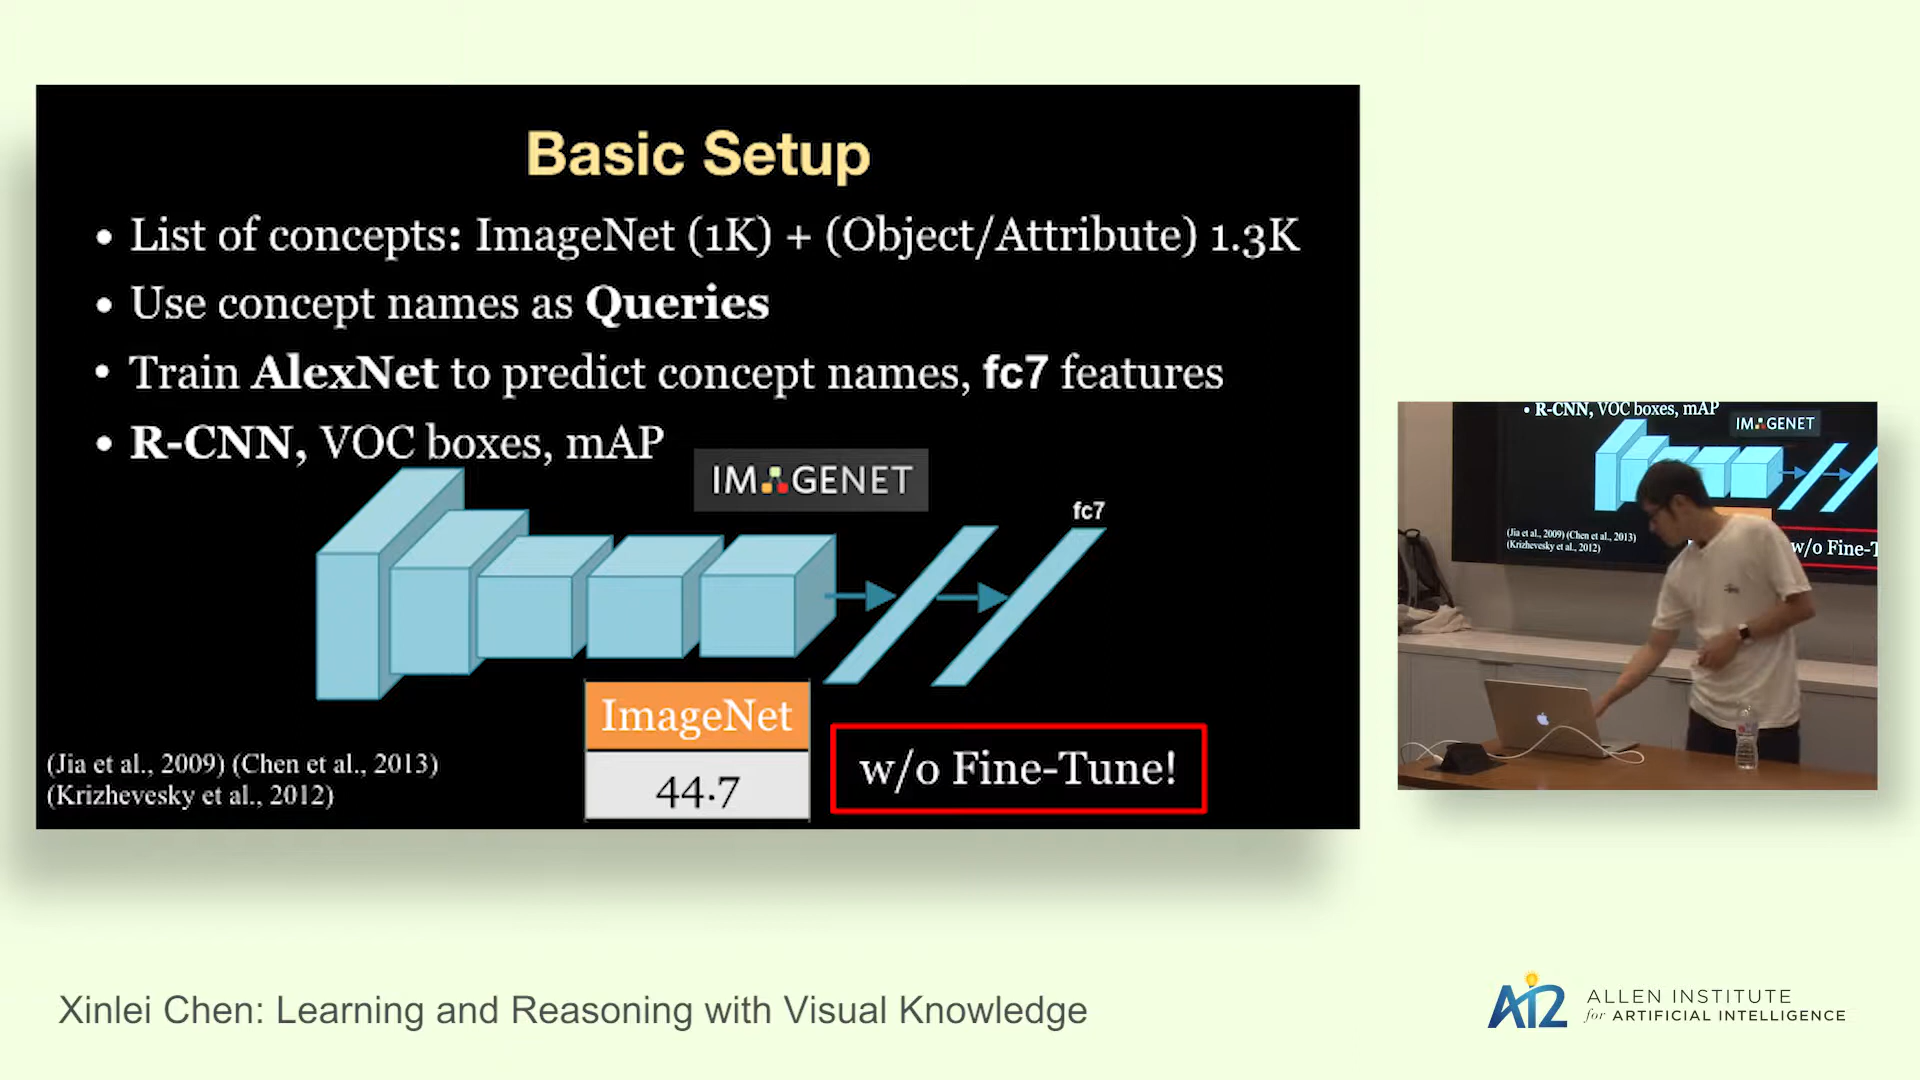 Basic Setup
• List of concepts: ImageNet (1K) + (Object/Attribute) 1.3K
• Use concept names as Queries
• Train AlexNet to predict concept names, fc7 features
• R-CNN, VOC boxes, mAP
IMAGENET
fc7
ImageNet
44.7
w/o Fine-Tune!
(Jia et al., 2009) (Chen et al., 2013)
(Krizhevesky et al., 2012)
• R-CNN, VOC boxes, mAP
IMAGENET
(Jia et al., 2009) (Chen et al., 2013)
(Krizhevesky et al., 2012)
w/o Fine-T
Xinlei Chen: Learning and Reasoning with Visual Knowledge
AI2
ALLEN INSTITUTE
for ARTIFICIAL INTELLIGENCE